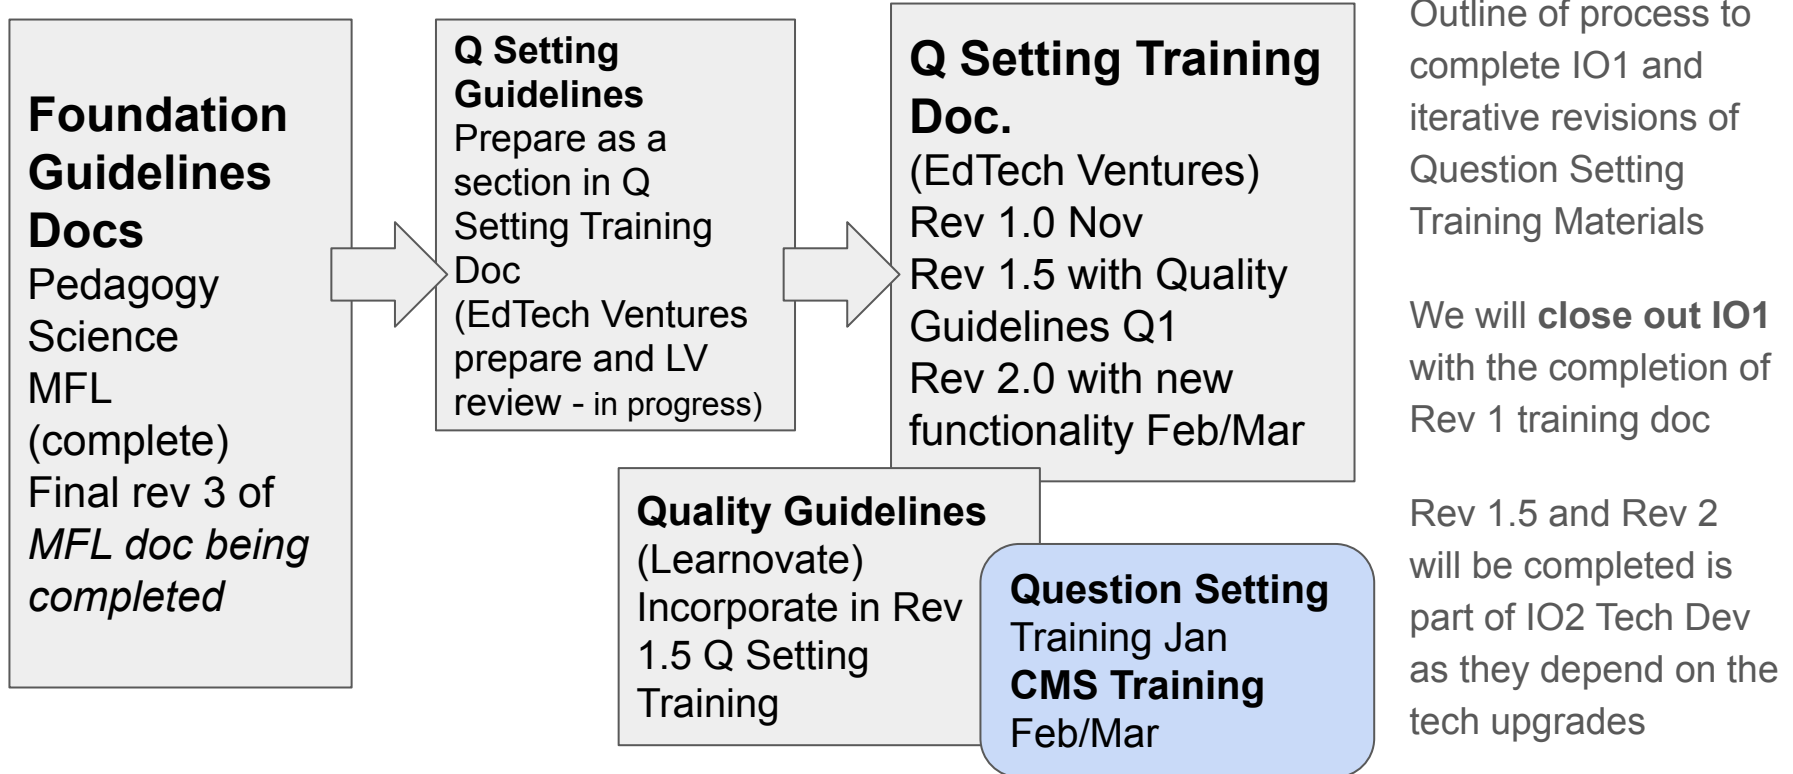 Foundation
Guidelines
Docs
Pedagogy
Science
MFL
(complete)
Final rev 3 of
MFL doc being
completed
Q Setting
Guidelines
Prepare as a
section in Q
Setting Training
Doc
(EdTech Ventures
prepare and LV
review - in progress)
Q Setting Training
Doc.
(EdTech Ventures)
Rev 1.0 Nov
Rev 1.5 with Quality
Guidelines Q1
Rev 2.0 with new
functionality Feb/Mar
Quality Guidelines
(Learnovate)
Incorporate in Rev
1.5 Q Setting
Training
Question Setting
Training Jan
CMS Training
Feb/Mar
Outline of process to
complete IO1 and
iterative revisions of
Question Setting
Training Materials
We will close out IO1
with the completion of
Rev 1 training doc
Rev 1.5 and Rev 2
will be completed is
part of IO2 Tech Dev
as they depend on the
tech upgrades